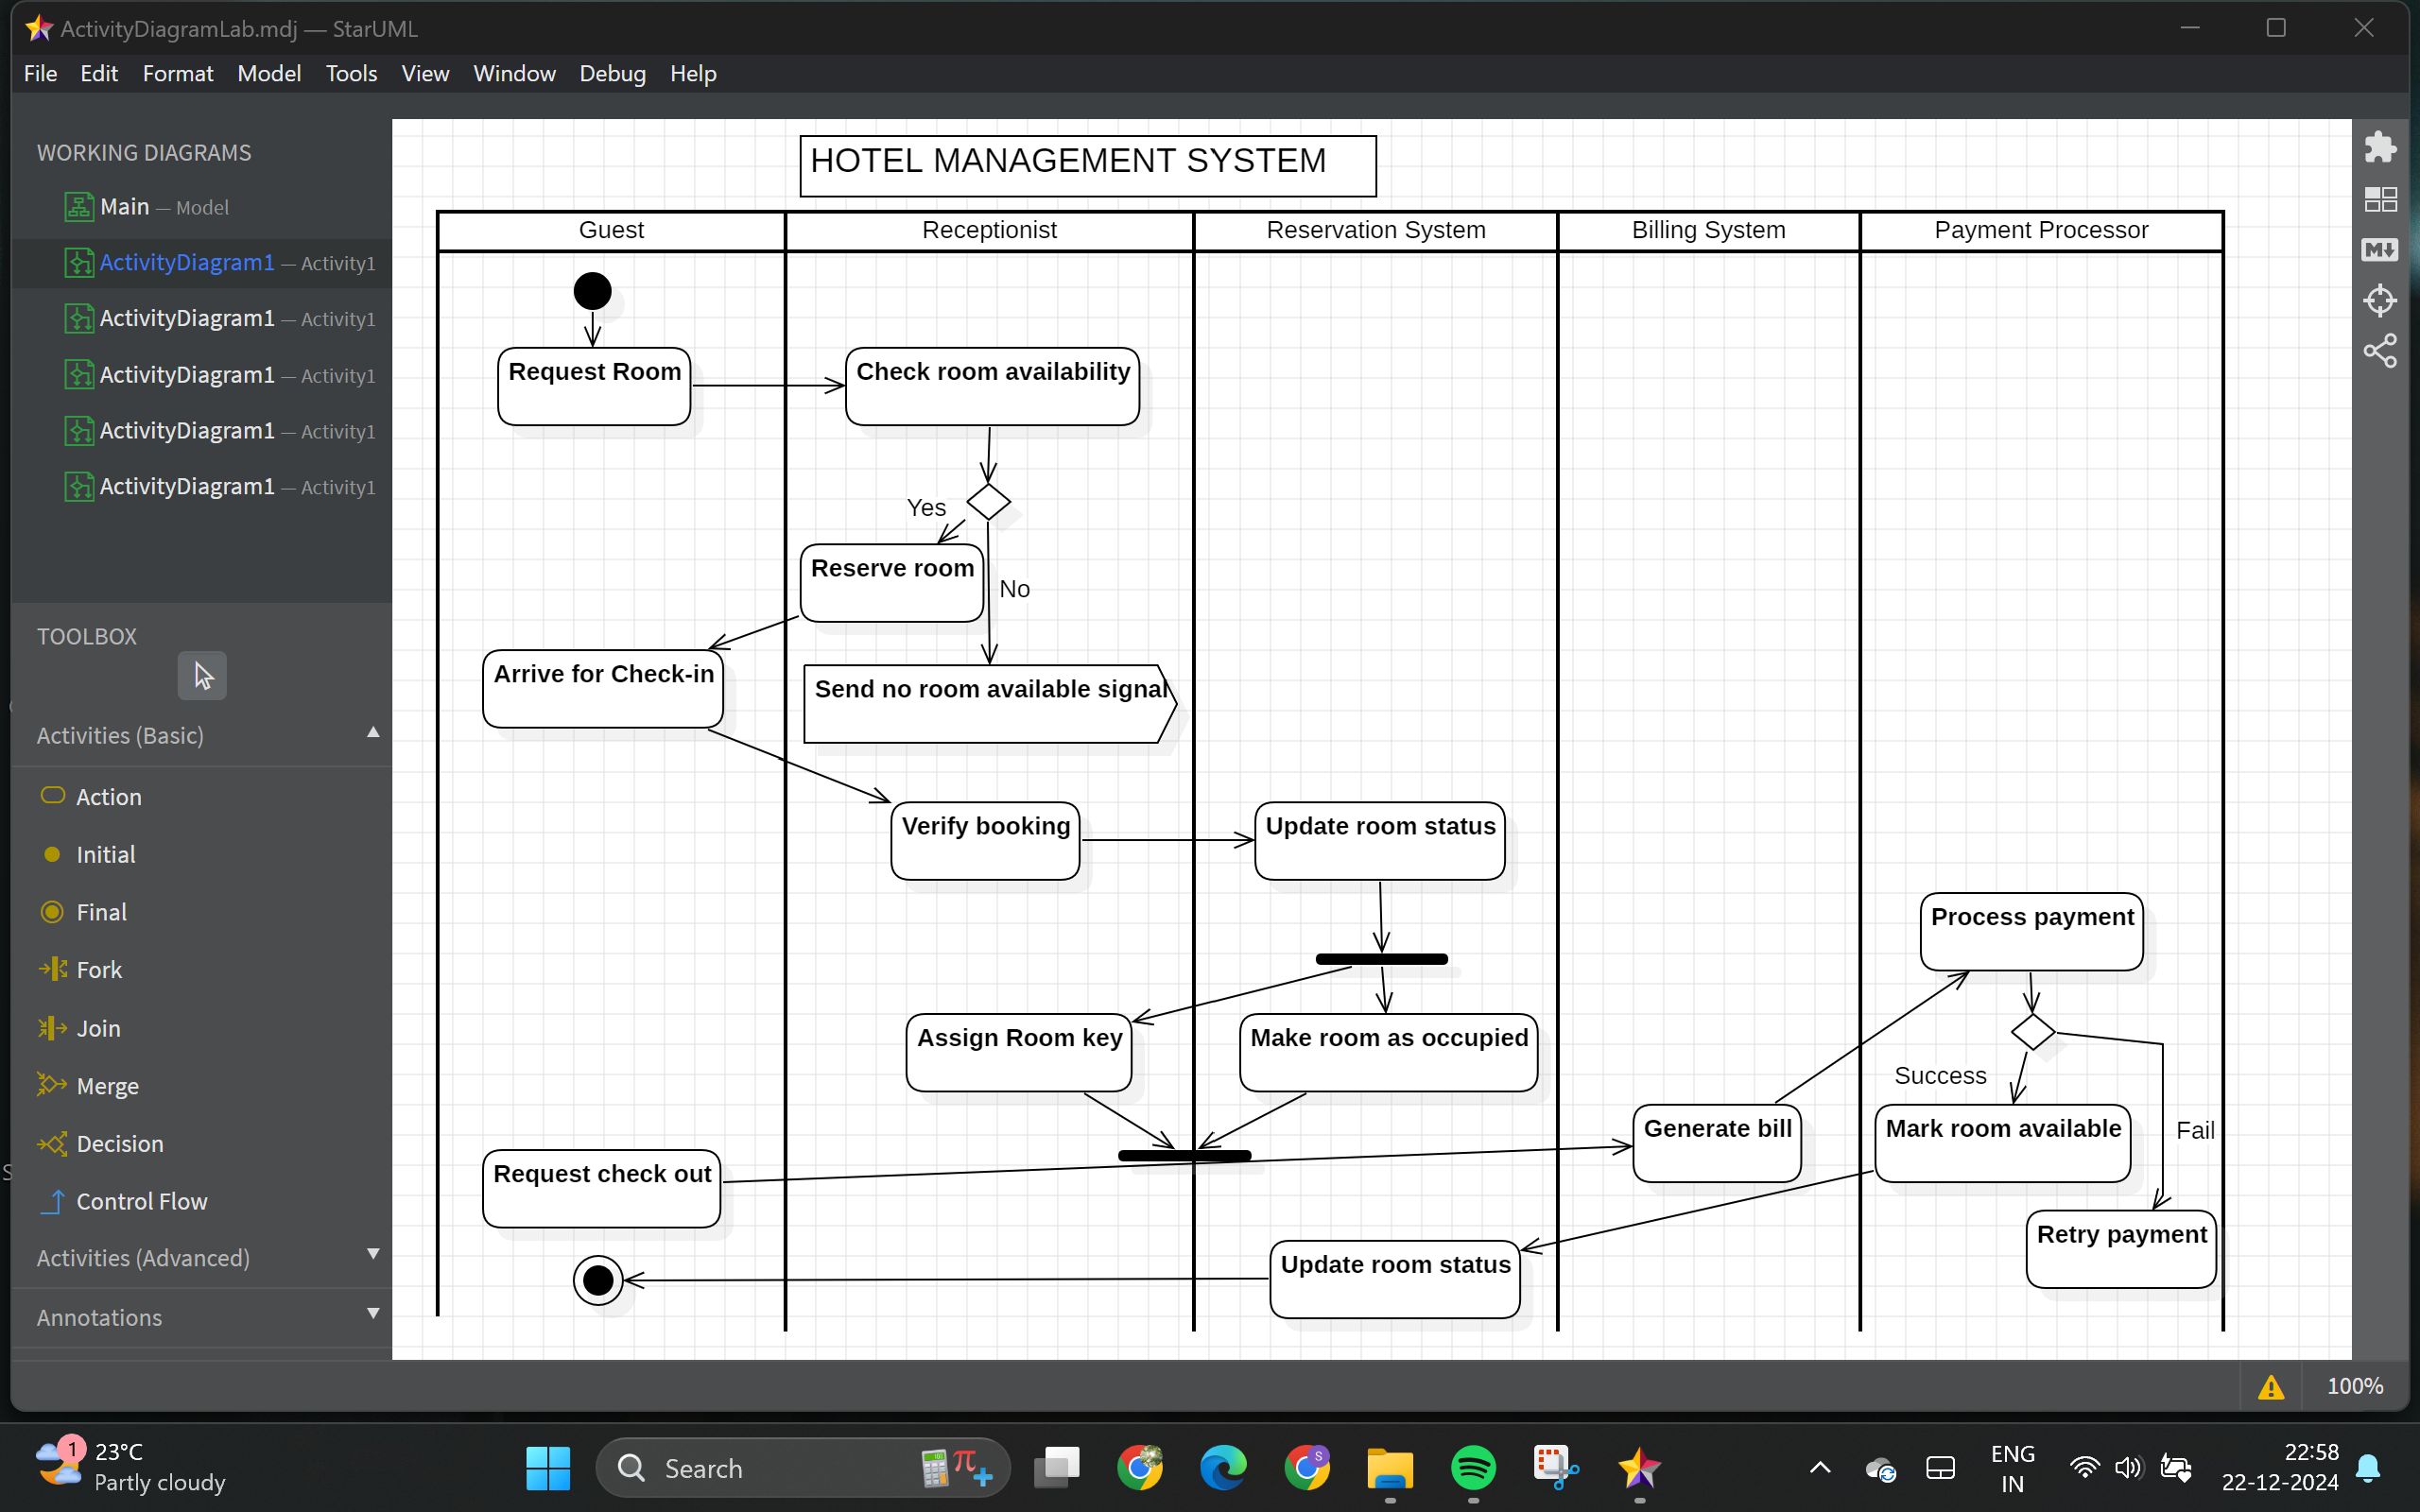 ActivityDiagramLab.mdj — StarUML
File Edit Format Model Tools View Window Debug Help
WORKING DIAGRAMS
Main — Model
ActivityDiagram1 — Activity1
ActivityDiagram1 — Activity1
ActivityDiagram1 — Activity1
ActivityDiagram1 — Activity1
ActivityDiagram1 — Activity1
TOOLBOX
Activities (Basic)
Action
Initial
Final
Fork
Join
Merge
Decision
Control Flow
Activities (Advanced)
Annotations
HOTEL MANAGEMENT SYSTEM
Guest Receptionist Reservation System Billing System Payment Processor
Request Room
Check room availability
Yes
Reserve room
No
Arrive for Check-in
Send no room available signal
Verify booking
Update room status
Process payment
Assign Room key
Make room as occupied
Success
Generate bill
Mark room available
Fail
Request check out
Retry payment
Update room status
M
100%
1
23°C
Partly cloudy
Search
π
S
ENG
IN
22:58
22-12-2024